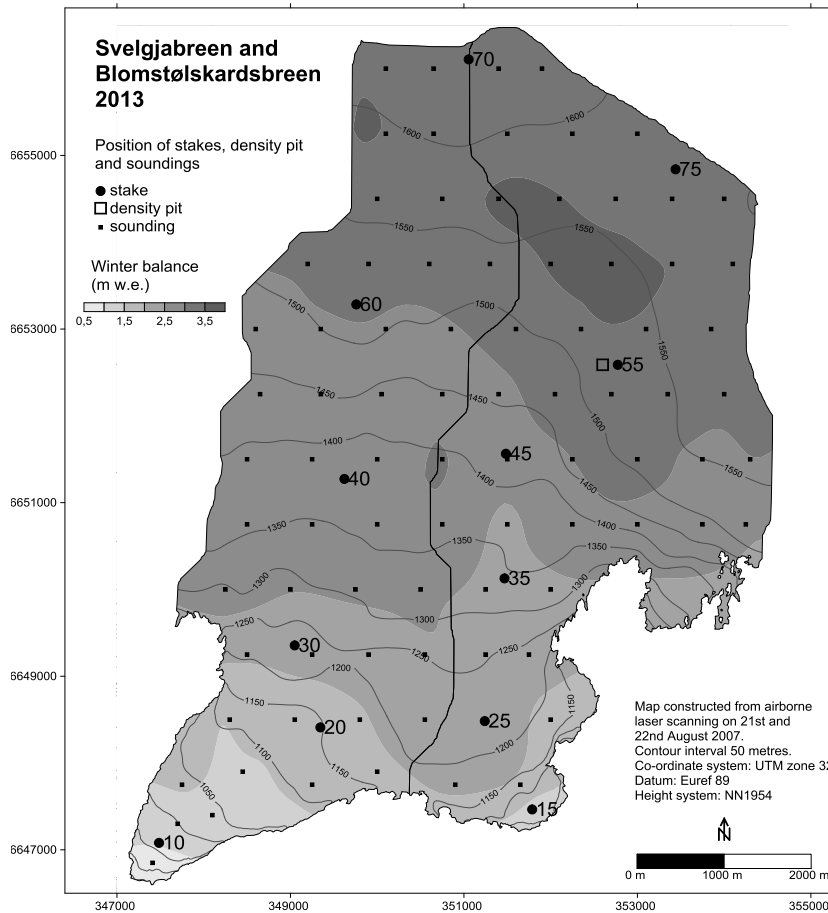 Svelgjabreen and
Blomstølskardsbreen
2013
Position of stakes, density pit
and soundings
stake
density pit
sounding
Winter balance
(m w.e.)
0,5 1,5 2,5 3,5
70
1600
1600
75
1550
1550
60
1500
1500
1550
55
1450
1450
1500
1400
45
1550
40
1400
1450
1350
1350
1400
1350
35
1300
1300
1300
1250
30
1250
1250
1200
1150
1150
20
25
1200
1100
1150
1050
1150
15
10
6655000
6653000
6651000
6649000
6647000
Map constructed from airborne
laser scanning on 21st and
22nd August 2007.
Contour interval 50 metres.
Co-ordinate system: UTM zone 32
Datum: Euref 89
Height system: NN1954
N
0 m 1000 m 2000 m
347000 349000 351000 353000 355000